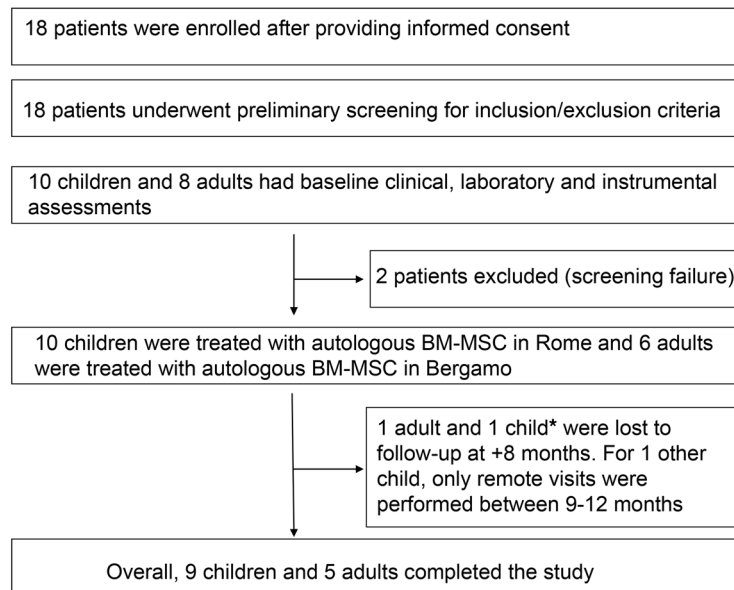 18 patients were enrolled after providing informed consent
18 patients underwent preliminary screening for inclusion/exclusion criteria
10 children and 8 adults had baseline clinical, laboratory and instrumental
assessments
2 patients excluded (screening failure)
10 children were treated with autologous BM-MSC in Rome and 6 adults
were treated with autologous BM-MSC in Bergamo
1 adult and 1 child* were lost to
follow-up at +8 months. For 1 other
child, only remote visits were
performed between 9-12 months
Overall, 9 children and 5 adults completed the study